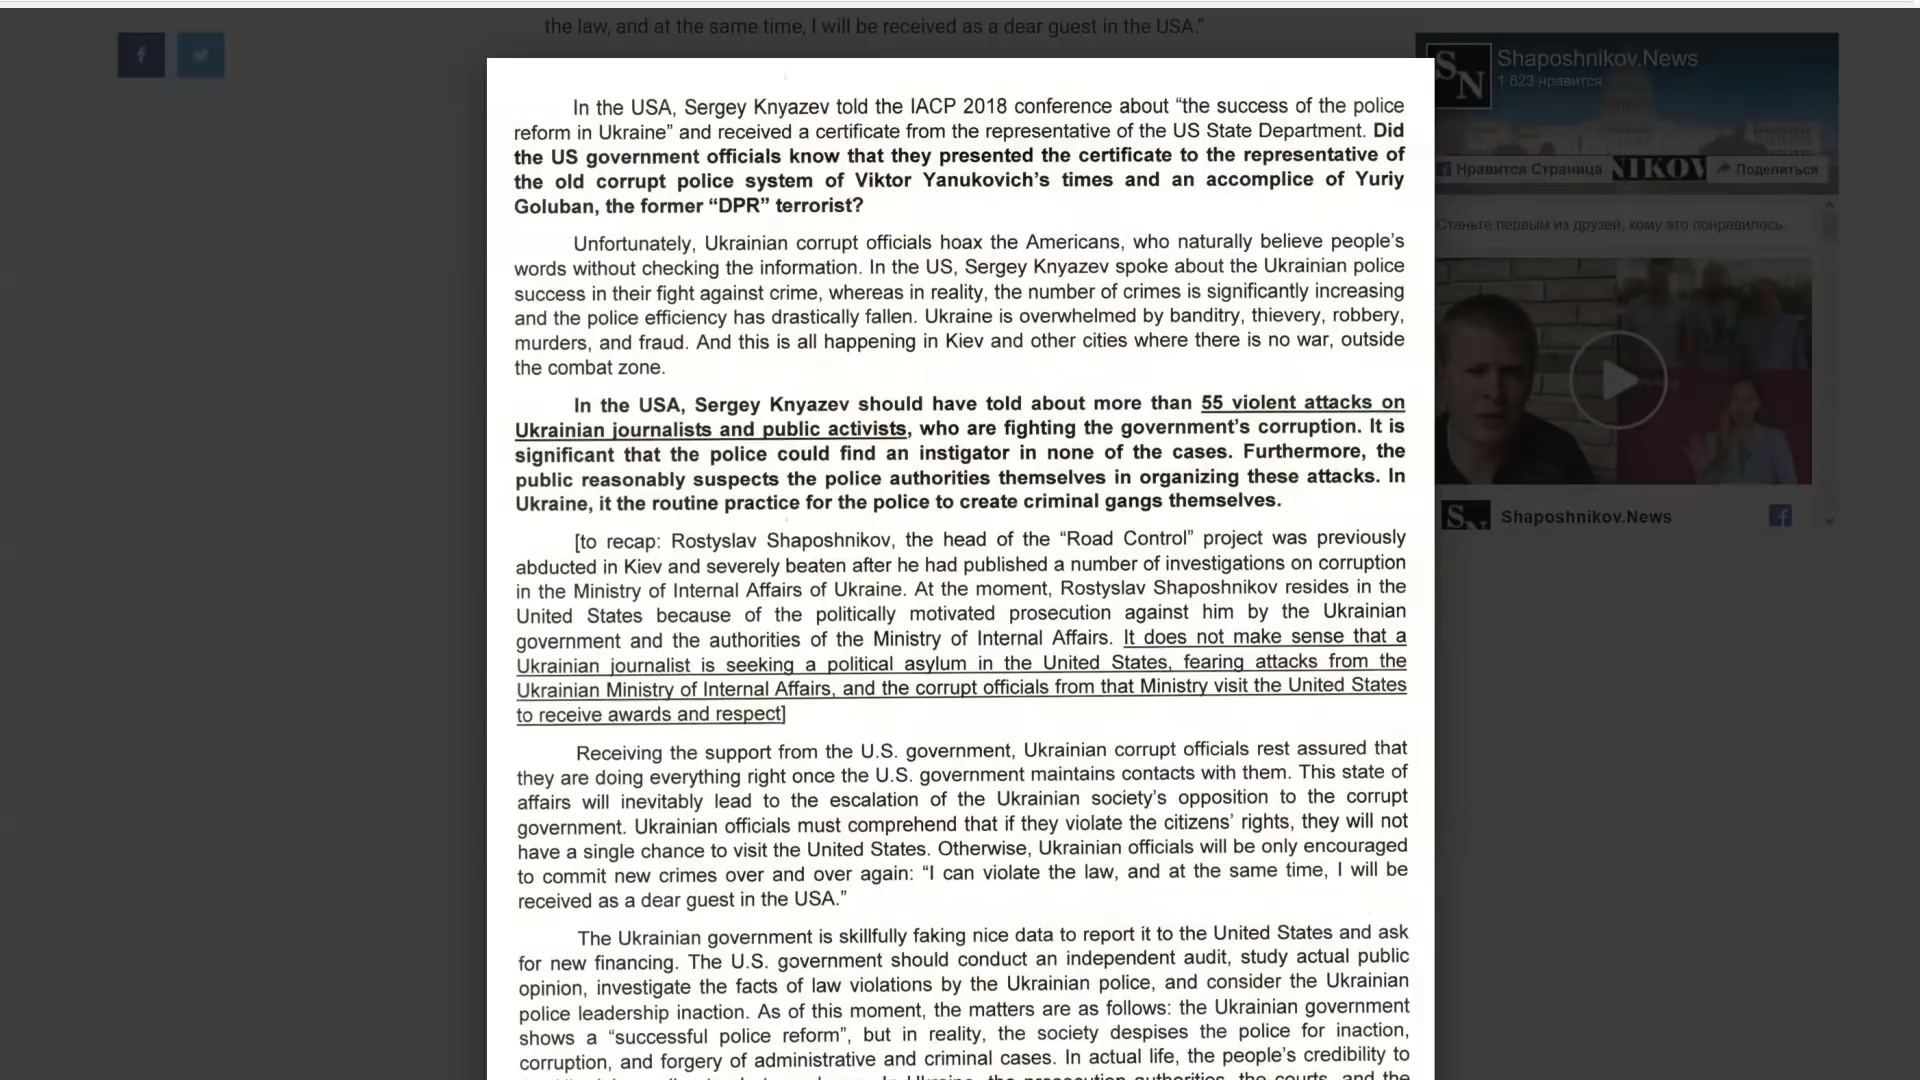 the law, and at the same time, I will be received as a dear guest in the USA.”
In the USA, Sergey Knyazev told the IACP 2018 conference about “the success of the police
reform in Ukraine” and received a certificate from the representative of the US State Department. Did
the US government officials know that they presented the certificate to the representative of
the old corrupt police system of Viktor Yanukovich’s times and an accomplice of Yuriy
Goluban, the former “DPR” terrorist?
Unfortunately, Ukrainian corrupt officials hoax the Americans, who naturally believe people’s
words without checking the information. In the US, Sergey Knyazev spoke about the Ukrainian police
success in their fight against crime, whereas in reality, the number of crimes is significantly increasing
and the police efficiency has drastically fallen. Ukraine is overwhelmed by banditry, thievery, robbery,
murders, and fraud. And this is all happening in Kiev and other cities where there is no war, outside
the combat zone.
In the USA, Sergey Knyazev should have told about more than 55 violent attacks on
Ukrainian journalists and public activists, who are fighting the government’s corruption. It is
significant that the police could find an instigator in none of the cases. Furthermore, the
public reasonably suspects the police authorities themselves in organizing these attacks. In
Ukraine, it the routine practice for the police to create criminal gangs themselves.
[to recap: Rostyslav Shaposhnikov, the head of the “Road Control” project was previously
abducted in Kiev and severely beaten after he had published a number of investigations on corruption
in the Ministry of Internal Affairs of Ukraine. At the moment, Rostyslav Shaposhnikov resides in the
United States because of the politically motivated prosecution against him by the Ukrainian
government and the authorities of the Ministry of Internal Affairs. It does not make sense that a
Ukrainian journalist is seeking a political asylum in the United States, fearing attacks from the
Ukrainian Ministry of Internal Affairs, and the corrupt officials from that Ministry visit the United States
to receive awards and respect]
Receiving the support from the U.S. government, Ukrainian corrupt officials rest assured that
they are doing everything right once the U.S. government maintains contacts with them. This state of
affairs will inevitably lead to the escalation of the Ukrainian society’s opposition to the corrupt
government. Ukrainian officials must comprehend that if they violate the citizens’ rights, they will not
have a single chance to visit the United States. Otherwise, Ukrainian officials will be only encouraged
to commit new crimes over and over again: “I can violate the law, and at the same time, I will be
received as a dear guest in the USA.”
The Ukrainian government is skillfully faking nice data to report it to the United States and ask
for new financing. The U.S. government should conduct an independent audit, study actual public
opinion, investigate the facts of law violations by the Ukrainian police, and consider the Ukrainian
police leadership inaction. As of this moment, the matters are as follows: the Ukrainian government
shows a “successful police reform”, but in reality, the society despises the police for inaction,
corruption, and forgery of administrative and criminal cases. In actual life, the people’s credibility to
SN
Shaposhnikov.News
1 823 нравится
Нравится Страница
NIKOV
Поделиться
Станьте первым из друзей, кому это понравилось.
SN
Shaposhnikov.News